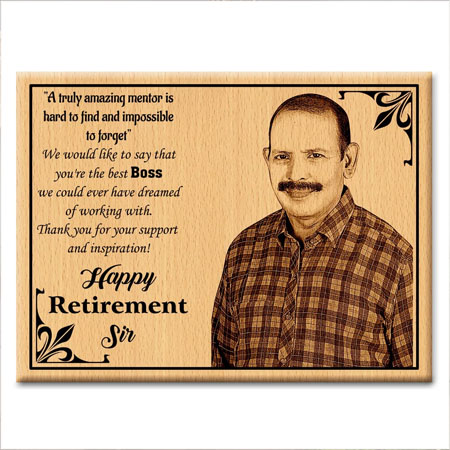 "A truly amazing mentor is
hard to find and impossible
to forget"
We would like to say that
you're the best Boss
we could ever have dreamed
of working with.
Thank you for your support
and inspiration!
Happy
Retirement
Sir